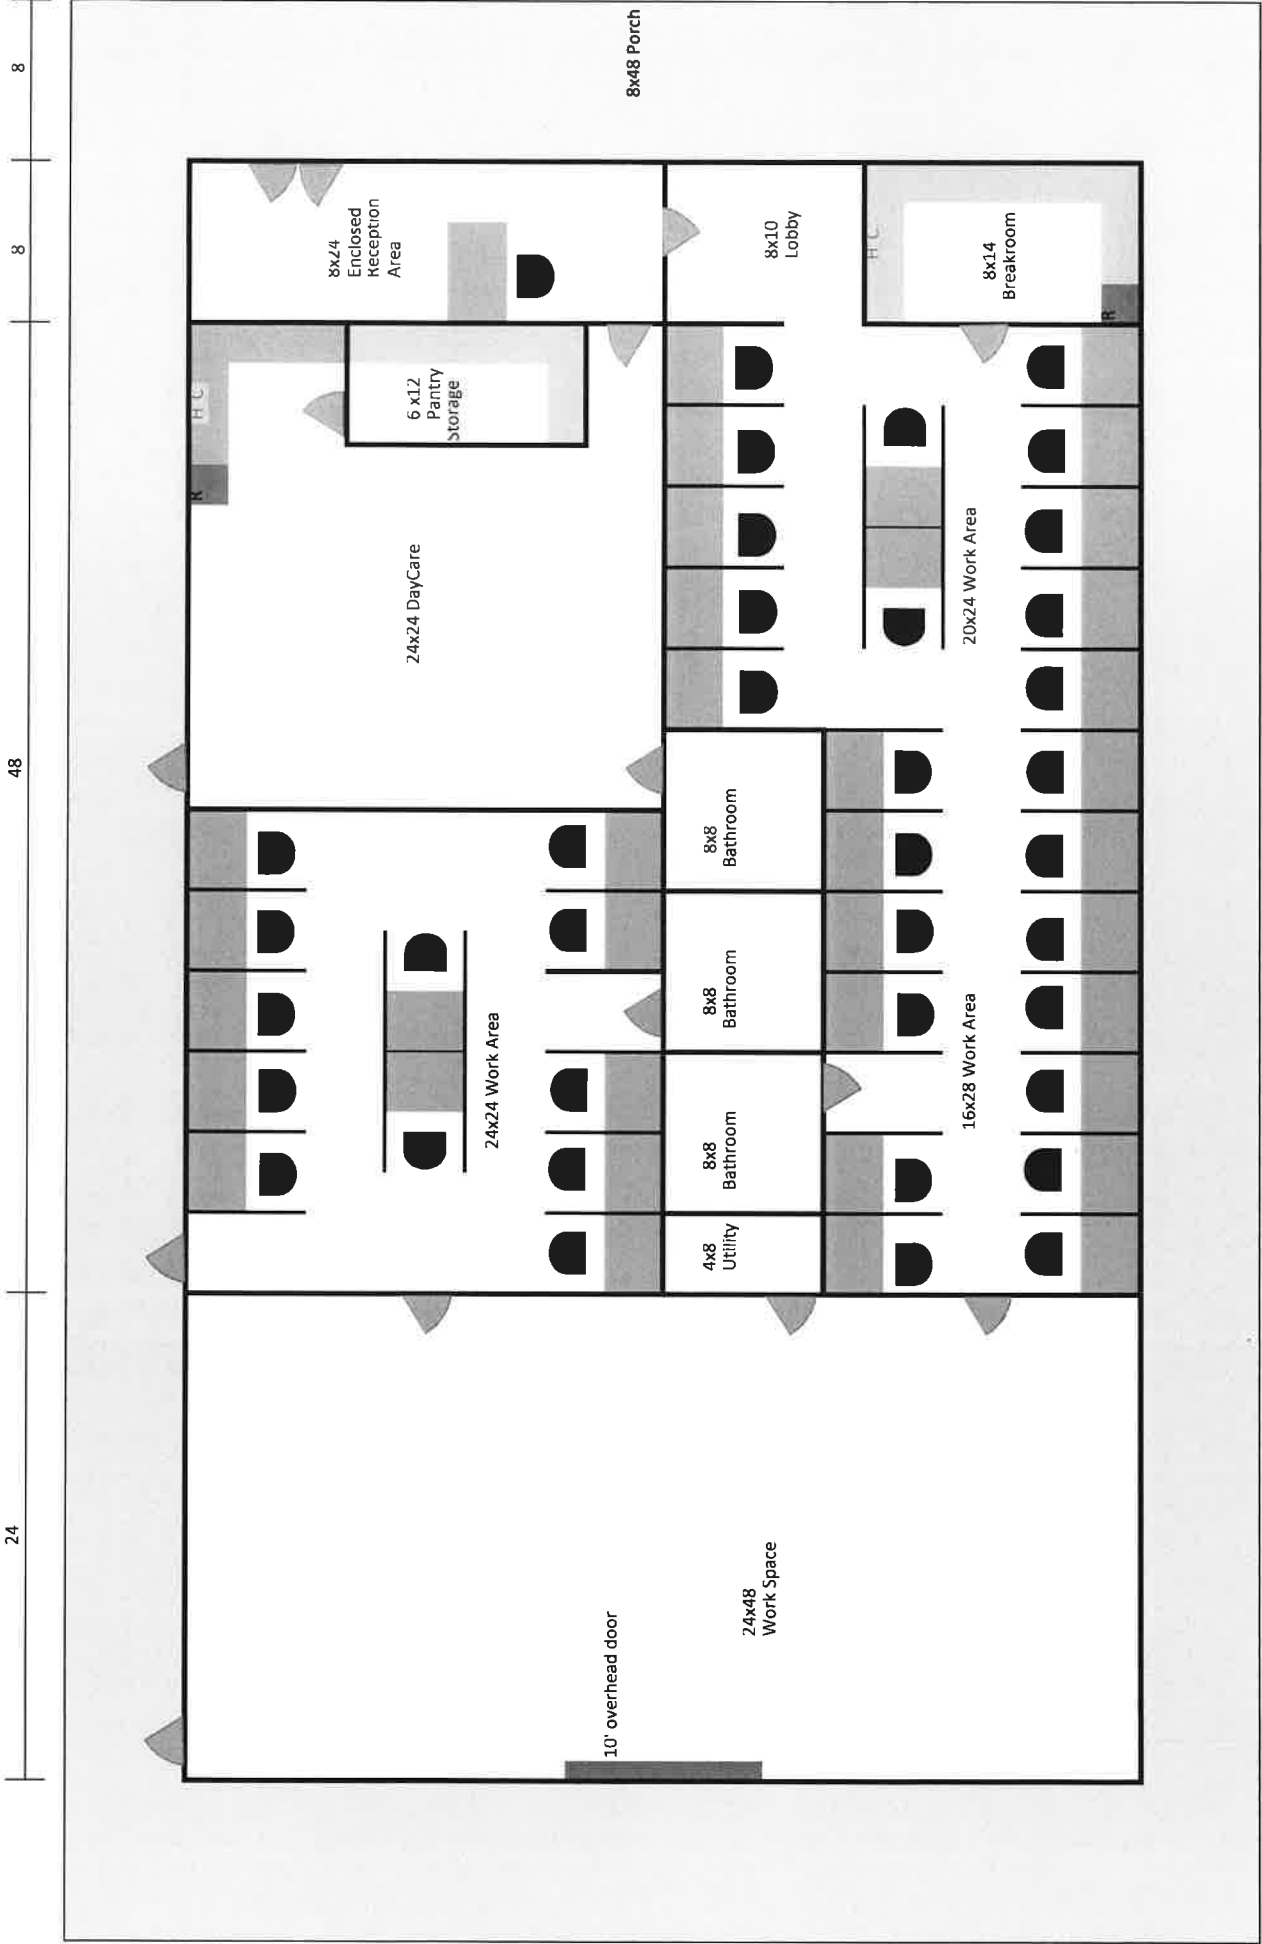 8
8
48
24
8x48 Porch
8x24
Enclosed
Reception
Area
8x10
Lobby
H C
8x14
Breakroom
R
H C
R
6 x12
Pantry
Storage
24x24 DayCare
20x24 Work Area
8x8
Bathroom
8x8
Bathroom
8x8
Bathroom
4x8
Utility
24x24 Work Area
16x28 Work Area
10' overhead door
24x48
Work Space